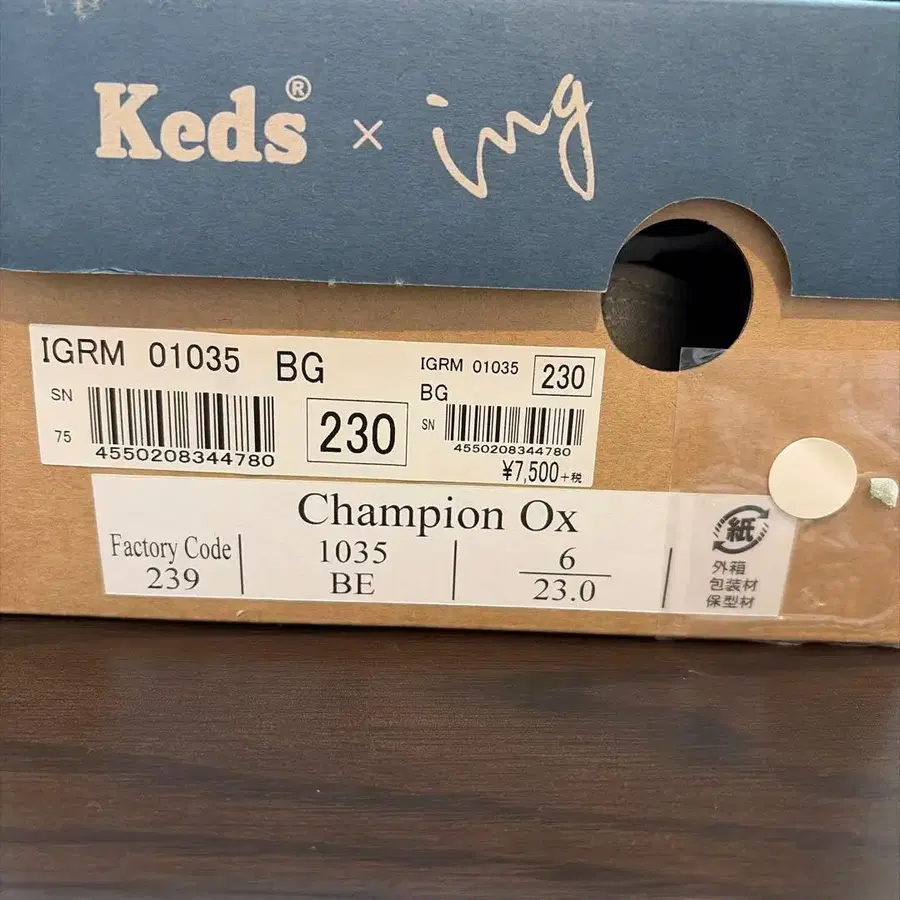 Keds® × ing
IGRM 01035 BG
SN
75
4550208344780
230
IGRM 01035
BG
230
SN
4550208344780
¥7,500+税
Champion Ox
Factory Code
239
1035
BE
6
23.0
紙
外箱
包装材
保型材